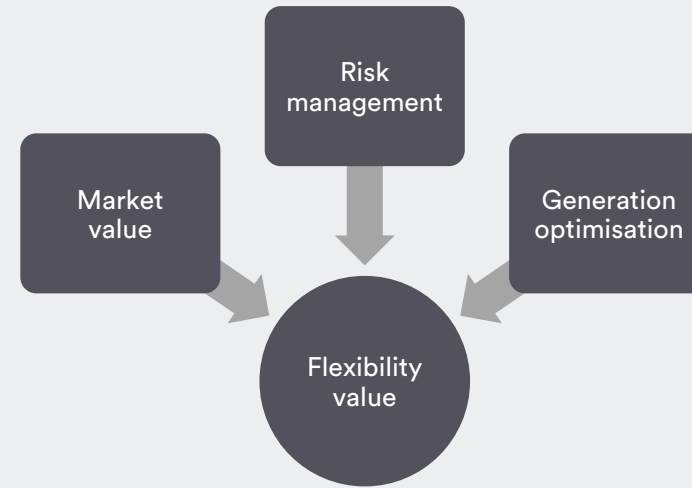 Risk
management
Market
value
Generation
optimisation
Flexibility
value